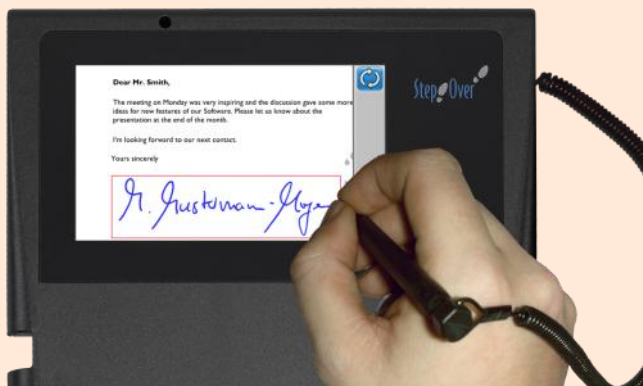 Dear Mr. Smith,
The meeting on Monday was very inspiring and the discussion gave some more
ideas for new features of our Software. Please let us know about the
presentation at the end of the month.
I'm looking forward to our next contact.
Yours sincerely
StepOver